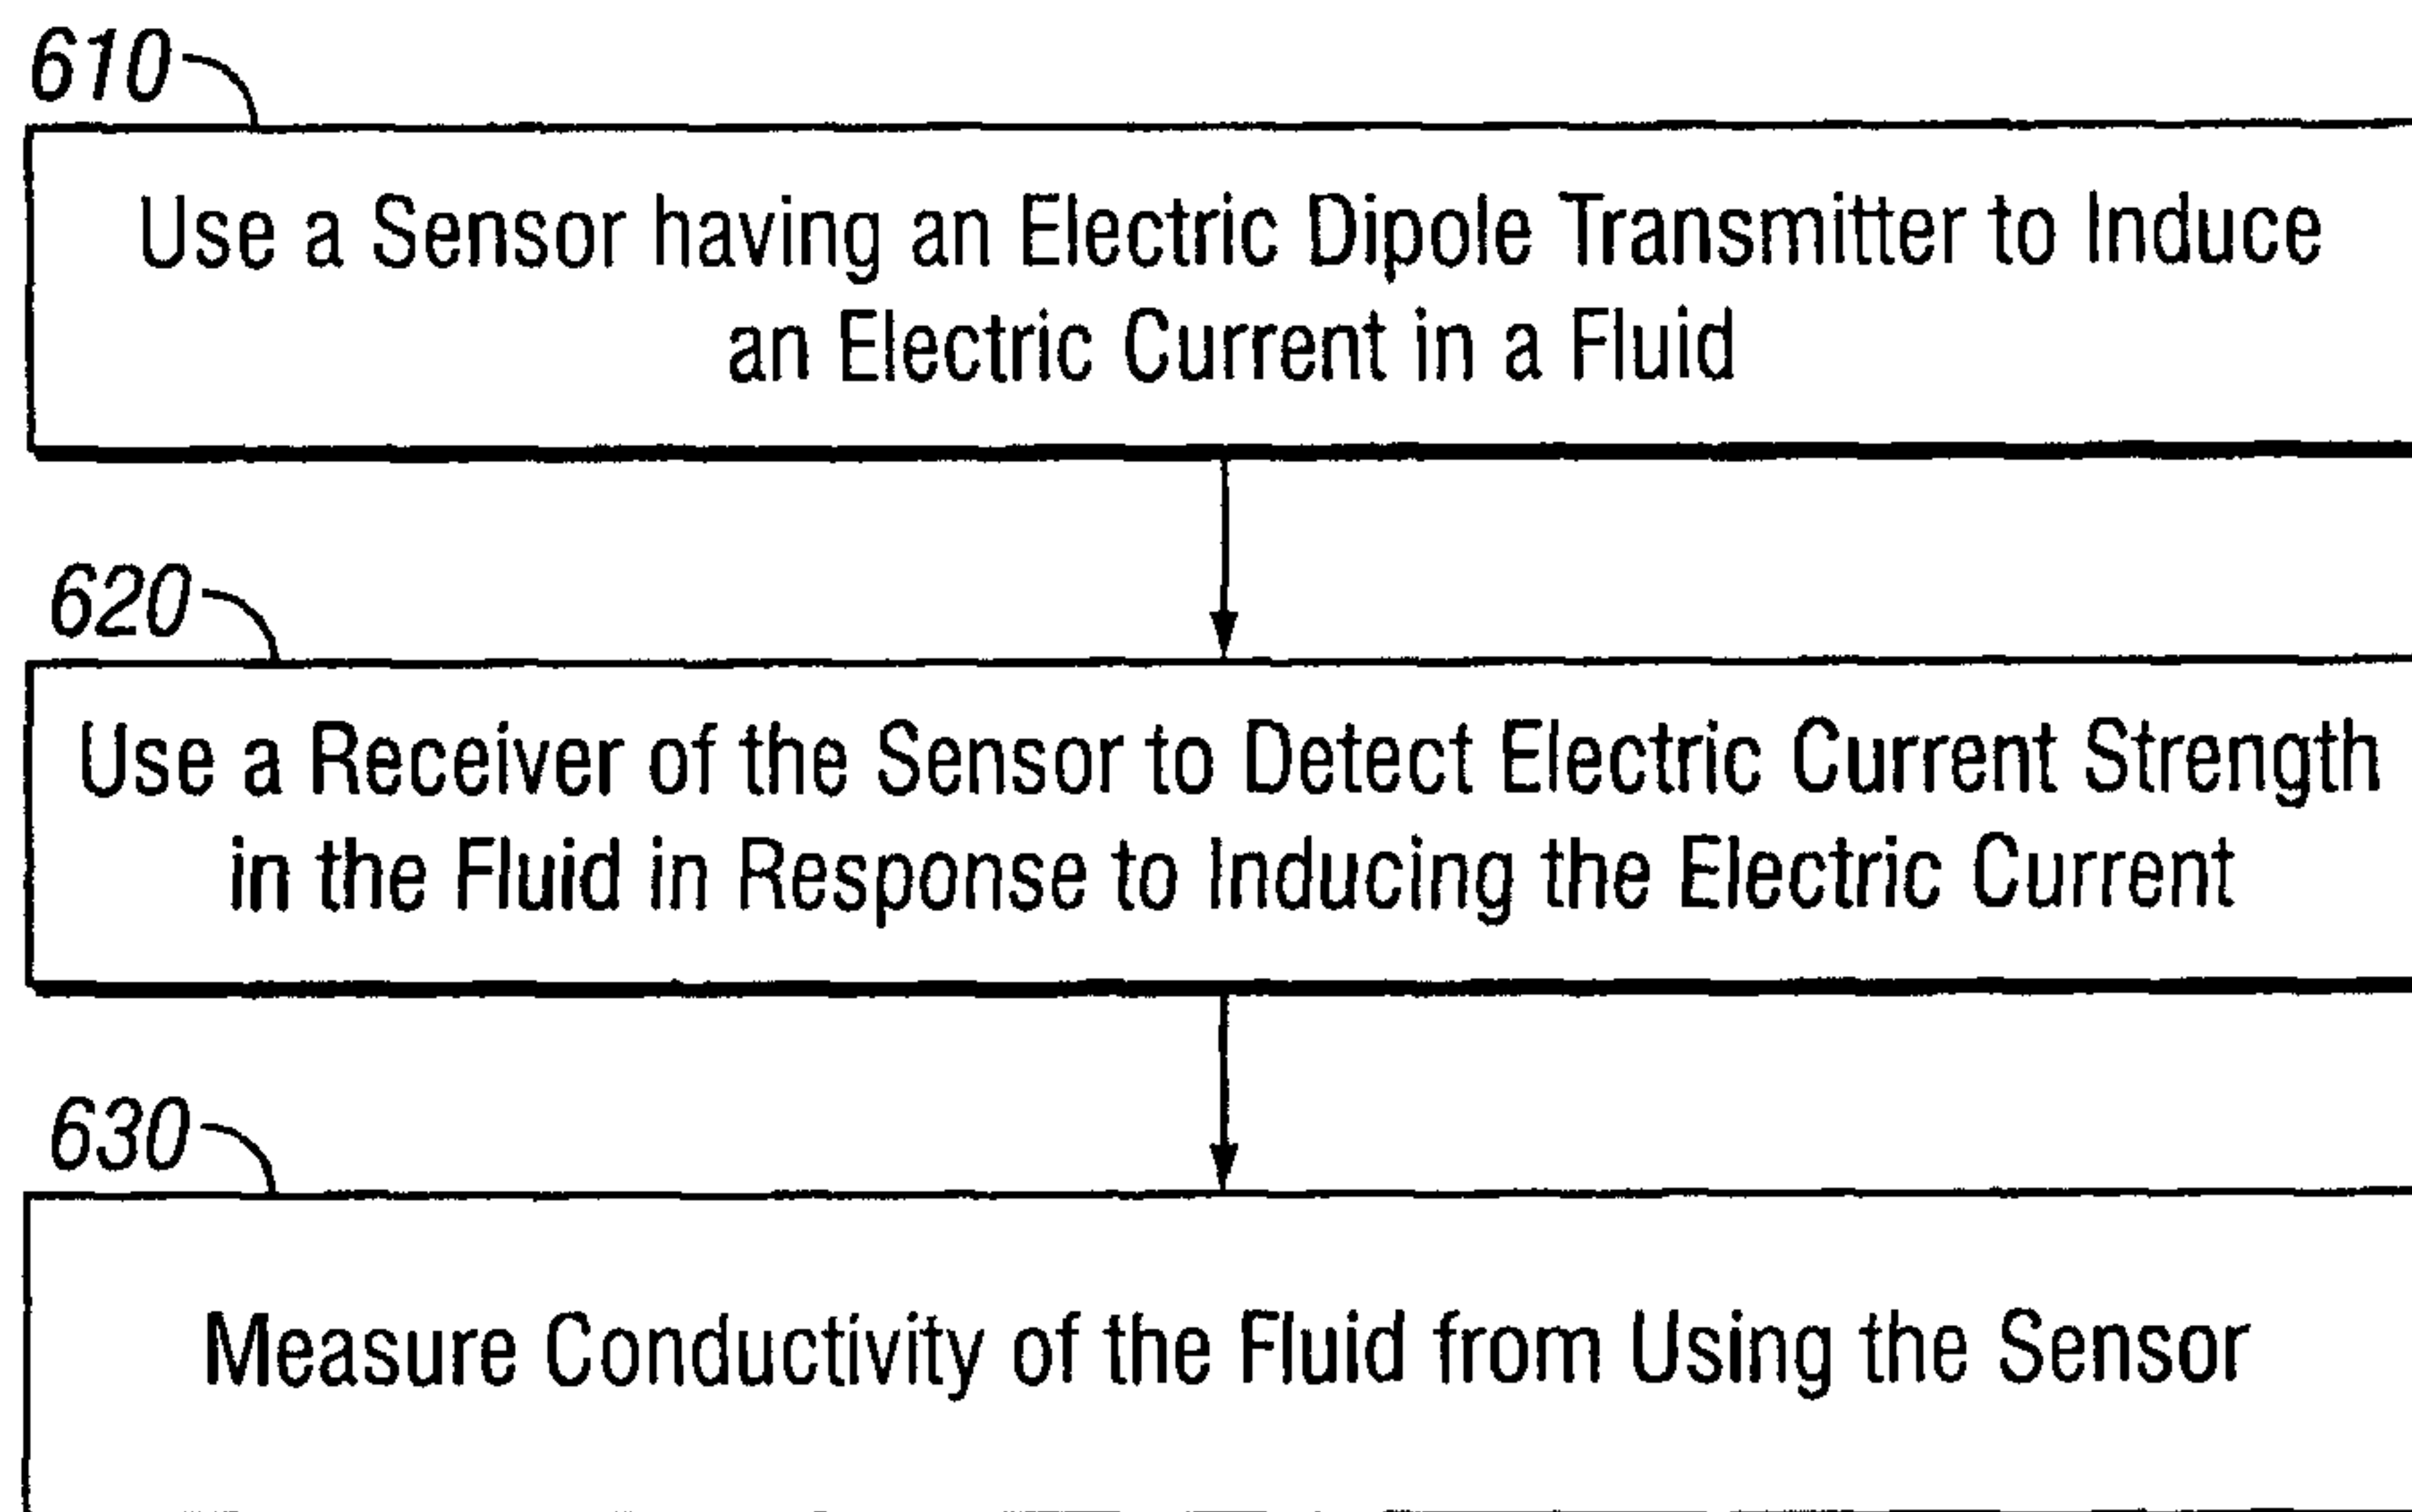 610
Use a Sensor having an Electric Dipole Transmitter to Induce
an Electric Current in a Fluid
620
Use a Receiver of the Sensor to Detect Electric Current Strength
in the Fluid in Response to Inducing the Electric Current
630
Measure Conductivity of the Fluid from Using the Sensor